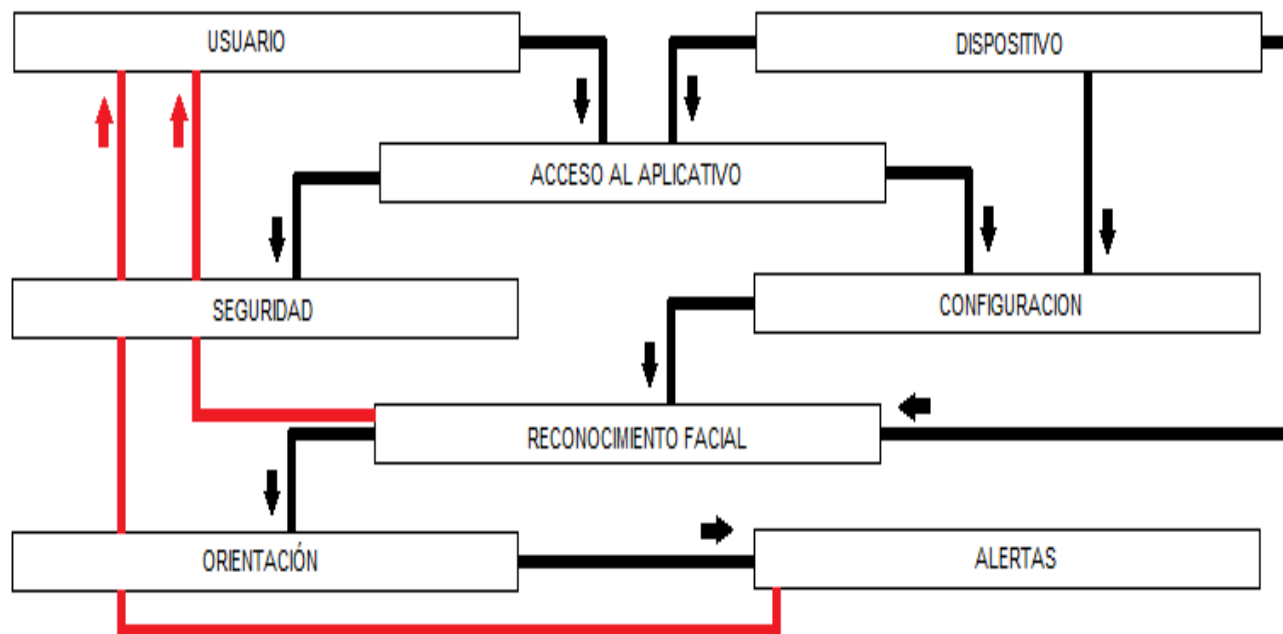 USUARIO
DISPOSITIVO
ACCESO AL APLICATIVO
SEGURIDAD
CONFIGURACION
RECONOCIMIENTO FACIAL
ORIENTACIÓN
ALERTAS